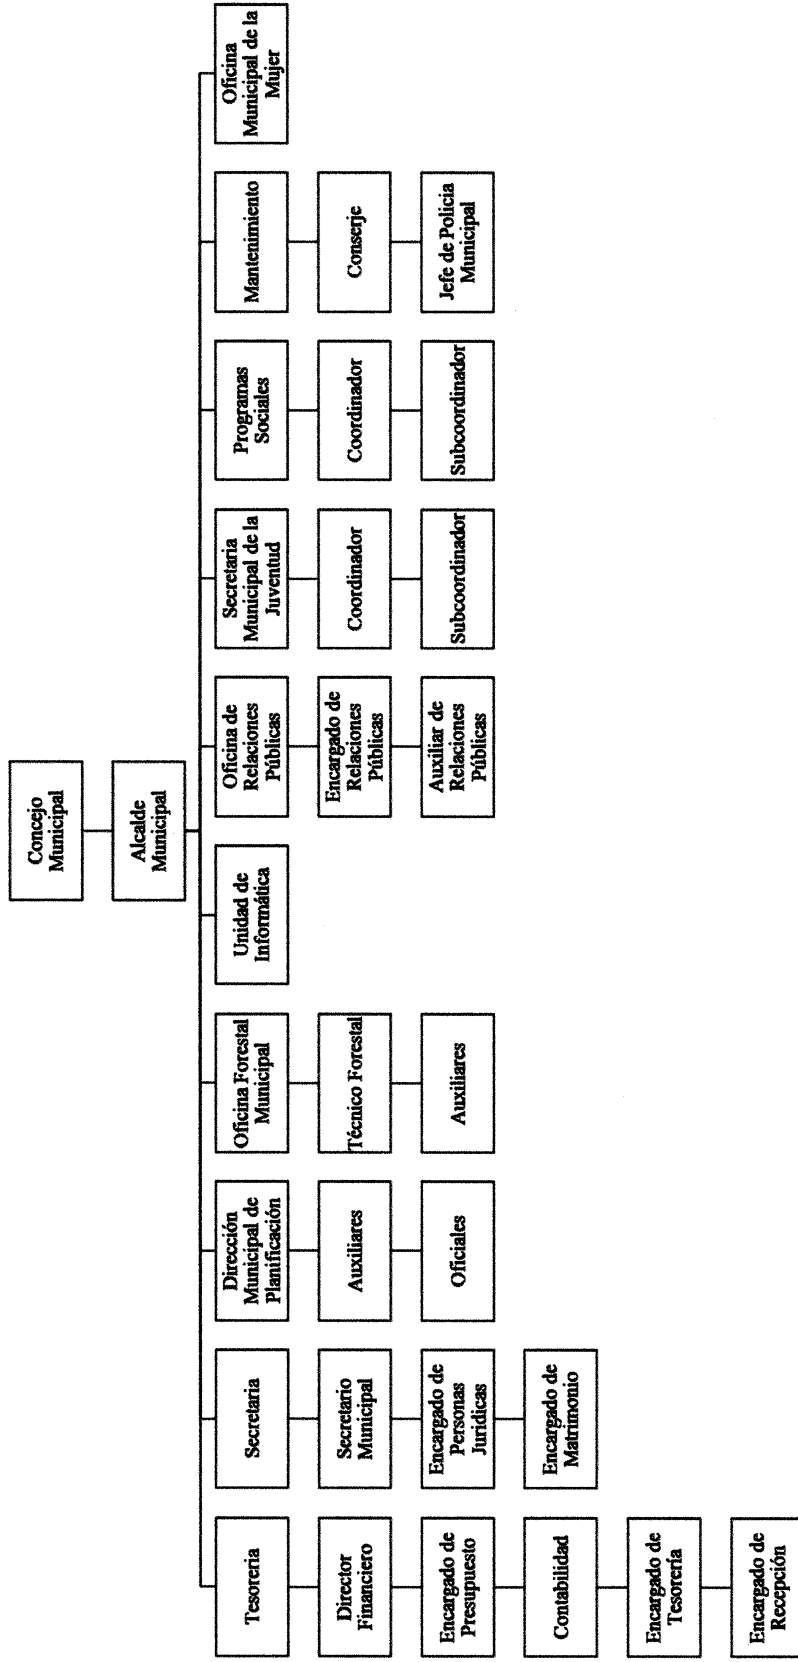 Concejo
Municipal
Alcalde
Municipal
Tesoreria
Secretaria
Dirección
Municipal de
Planificación
Oficina Forestal
Municipal
Unidad de
Informática
Oficina de
Relaciones
Públicas
Secretaria
Municipal de la
Juventud
Programas
Sociales
Mantenimiento
Oficina
Municipal de la
Mujer
Director
Financiero
Secretario
Municipal
Auxiliares
Técnico Forestal
Encargado de
Relaciones
Públicas
Coordinador
Coordinador
Conserje
Encargado de
Presupuesto
Encargado de
Personas
Juridicas
Oficiales
Auxiliares
Auxiliar de
Relaciones
Públicas
Subcoordinador
Subcoordinador
Jefe de Policia
Municipal
Contabilidad
Encargado de
Matrimonio
Encargado de
Tesorería
Encargado de
Recepción